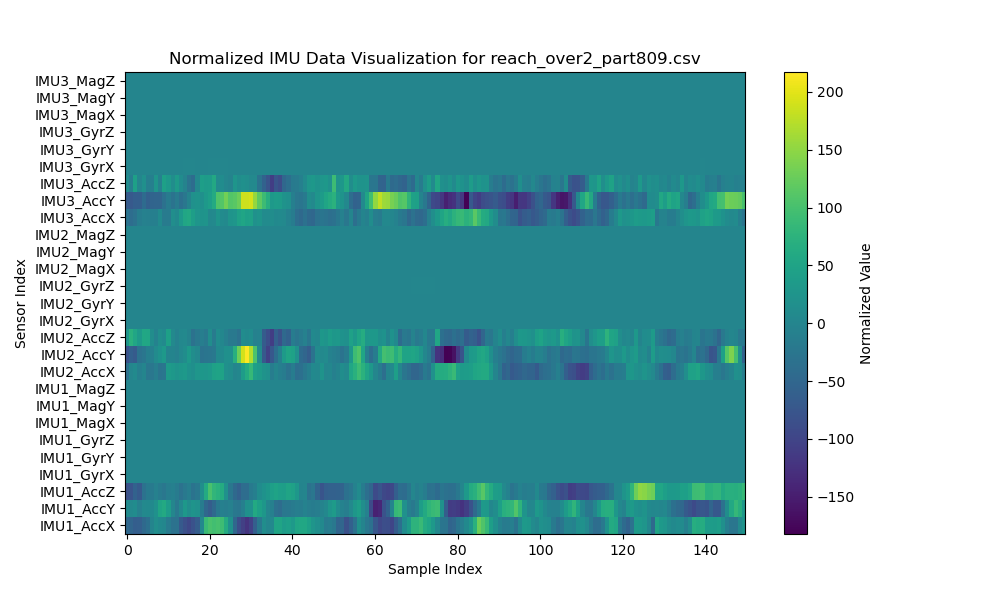 Normalized IMU Data Visualization for reach_over2_part809.csv
IMU3_MagZ
IMU3_MagY
IMU3_MagX
IMU3_GyrZ
IMU3_GyrY
IMU3_GyrX
IMU3_AccZ
IMU3_AccY
IMU3_AccX
IMU2_MagZ
IMU2_MagY
IMU2_MagX
IMU2_GyrZ
IMU2_GyrY
IMU2_GyrX
IMU2_AccZ
IMU2_AccY
IMU2_AccX
IMU1_MagZ
IMU1_MagY
IMU1_MagX
IMU1_GyrZ
IMU1_GyrY
IMU1_GyrX
IMU1_AccZ
IMU1_AccY
IMU1_AccX
Sensor Index
0 20 40 60 80 100 120 140
Sample Index
200
150
100
50
0
−50
−100
−150
Normalized Value